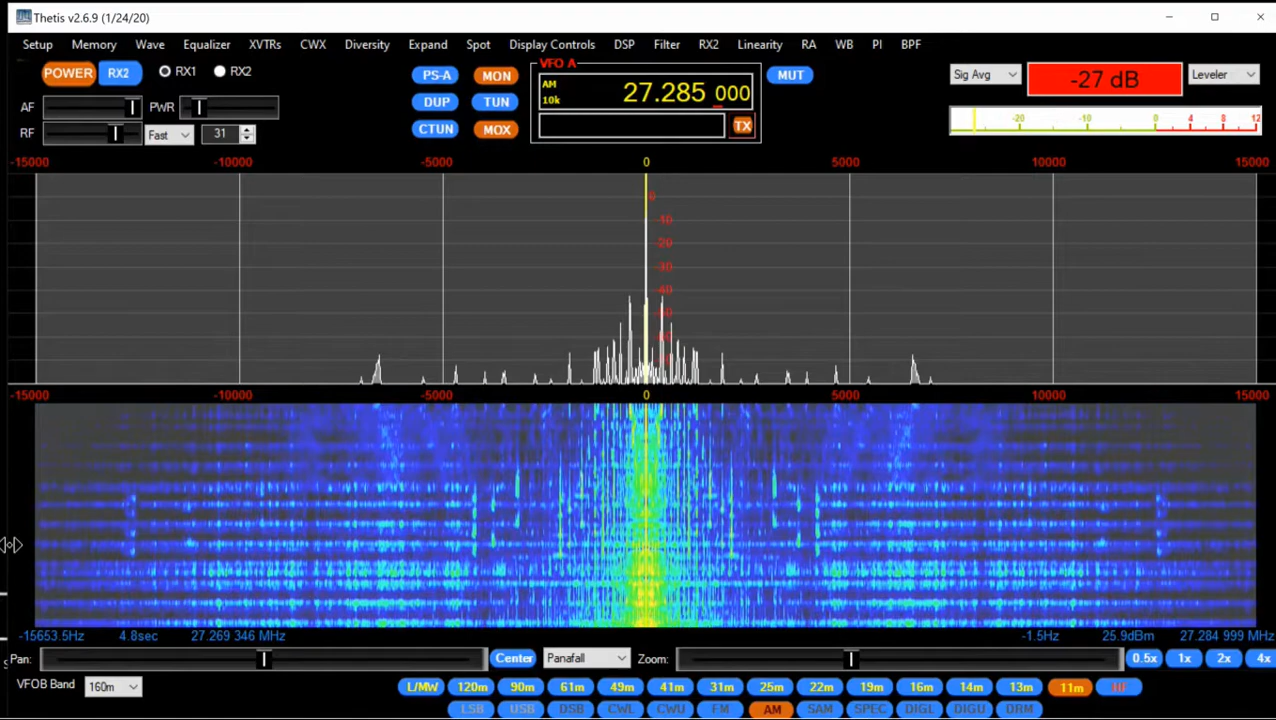 Thetis v2.6.9 (1/24/20)
Setup Memory Wave Equalizer XVTRs CWX Diversity Expand Spot Display Controls DSP Filter RX2 Linearity RA WB PI BPF
POWER RX2 RX1 RX2
PS-A MON
VFO A
AM
10k
27.285 000
MUT
Sig Avg
-27 dB
Leveler
AF PWR
DUP TUN
-20 -10 0 4 8 12
RF Fast 31
CTUN MOX
TX
-15000 -10000 -5000 0 5000 10000 15000
0
-10
-20
-30
-40
-15000 -10000 -5000 0 5000 10000 15000
-15653.5Hz 4.8sec 27.269 346 MHz -1.5Hz 25.9dBm 27.284 999 MHz
Pan: Center Panafall Zoom: 0.5x 1x 2x 4x
VFOB Band 160m L/MW 120m 90m 61m 49m 41m 31m 25m 22m 19m 16m 14m 13m 11m HF
LSB USB DSB CWL CWU FM AM SAM SPEC DIGL DIGU DRM